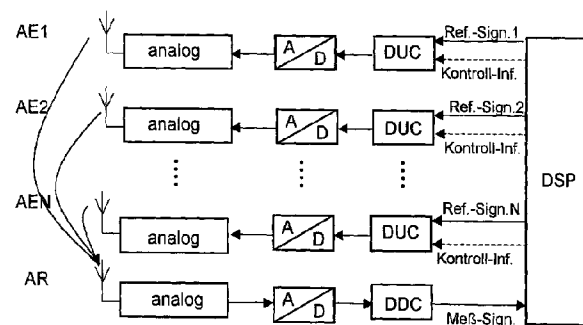 AE1 analog A D DUC Ref.-Sign.1
Kontroll-Inf.
AE2 analog A D DUC Ref.-Sign.2
Kontroll-Inf.
DSP
AEN analog A D DUC Ref.-Sign.N
Kontroll-Inf.
AR analog A D DDC Meß-Sign.